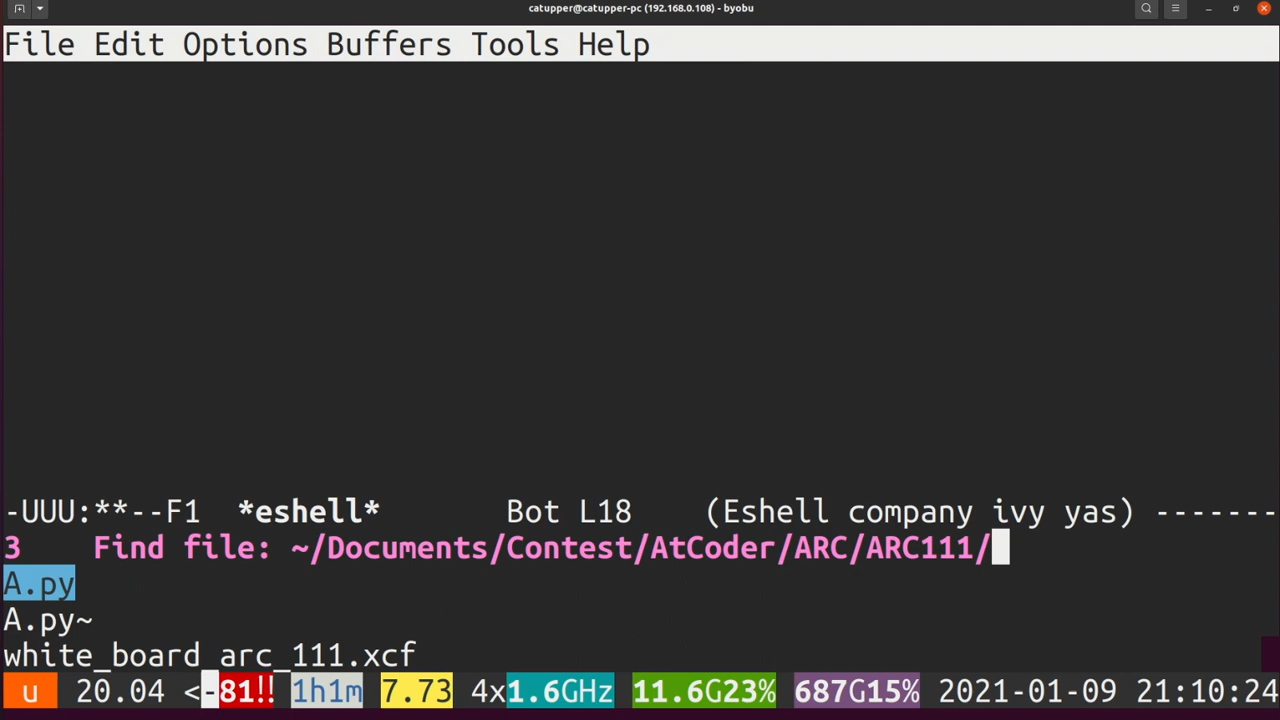 catupper@catupper-pc (192.168.0.108) - byobu
File Edit Options Buffers Tools Help
-UUU:**--F1  *eshell*       Bot L18    (Eshell company ivy yas) -------
3    Find file: ~/Documents/Contest/AtCoder/ARC/ARC111/
A.py
A.py~
white_board_arc_111.xcf
u 20.04 <-81!! 1h1m 7.73 4x1.6GHz 11.6G23% 687G15% 2021-01-09 21:10:24